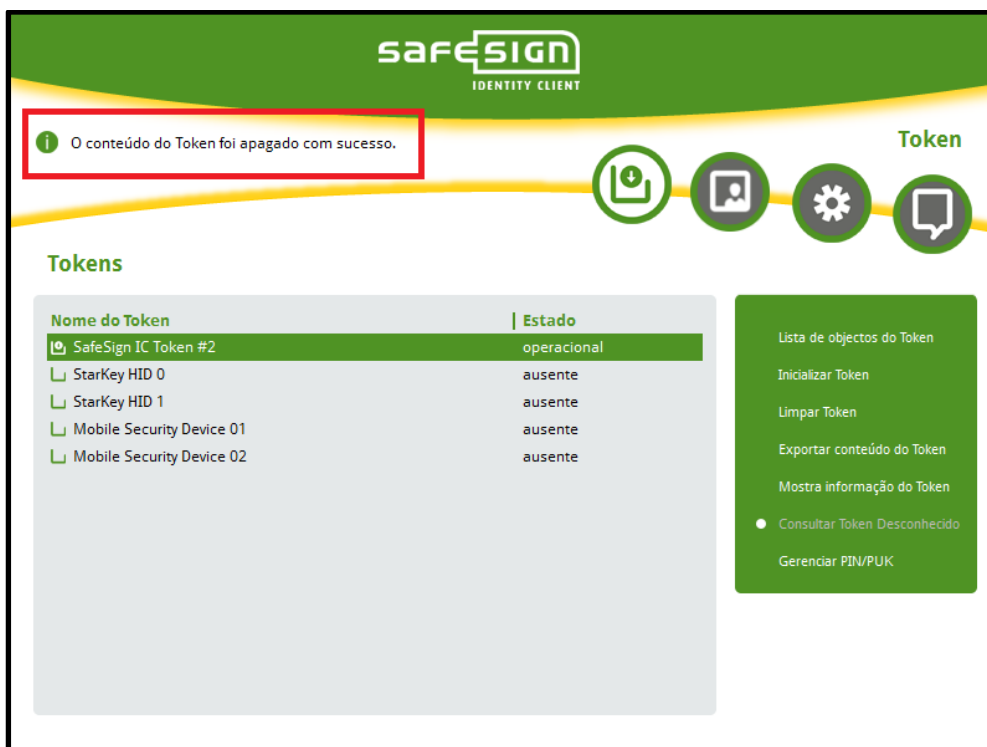 safesign
IDENTITY CLIENT
O conteúdo do Token foi apagado com sucesso.
Token
Tokens
Nome do Token Estado
SafeSign IC Token #2 operacional
StarKey HID 0 ausente
StarKey HID 1 ausente
Mobile Security Device 01 ausente
Mobile Security Device 02 ausente
Lista de objectos do Token
Inicializar Token
Limpar Token
Exportar conteúdo do Token
Mostra informação do Token
Consultar Token Desconhecido
Gerenciar PIN/PUK